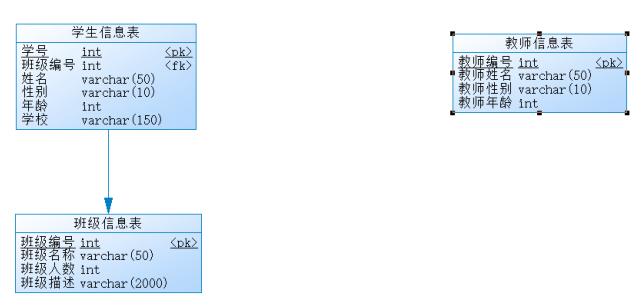 学生信息表
学号 int <pk>
班级编号 int <fk>
姓名 varchar(50)
性别 varchar(10)
年龄 int
学校 varchar(150)
教师信息表
教师编号 int <pk>
教师姓名 varchar(50)
教师性别 varchar(10)
教师年龄 int
班级信息表
班级编号 int <pk>
班级名称 varchar(50)
班级人数 int
班级描述 varchar(2000)